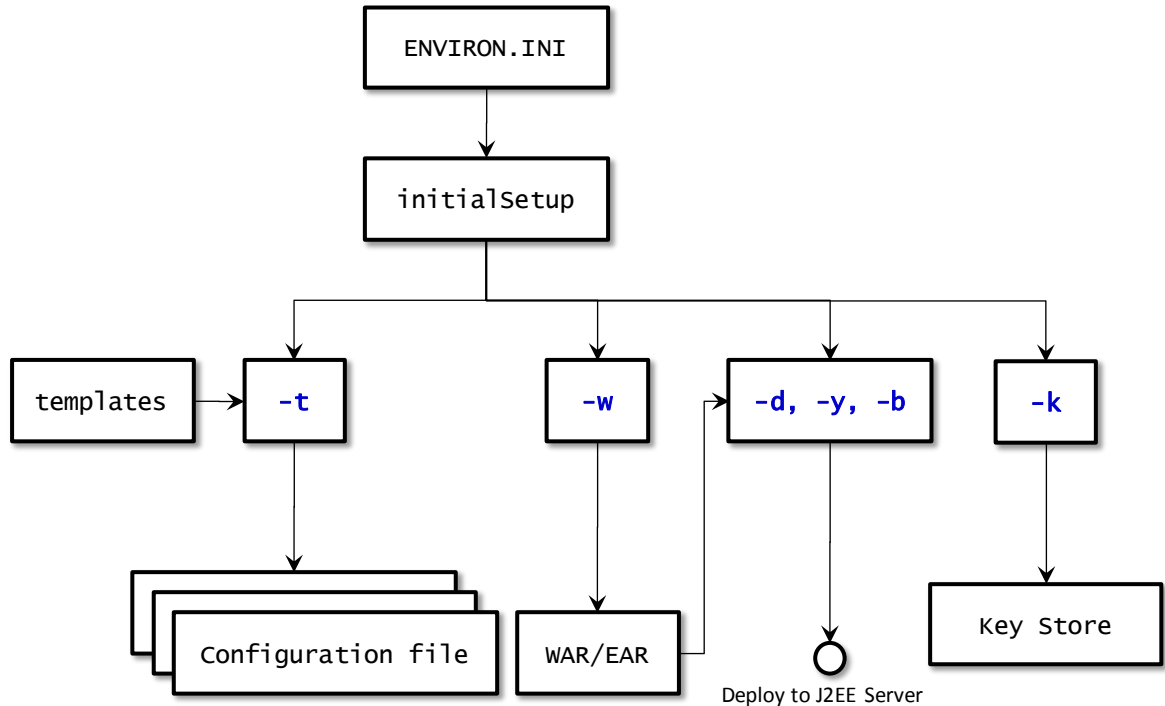 ENVIRON.INI
initialSetup
templates
-t
-w
-d, -y, -b
-k
Configuration file
WAR/EAR
Key Store
Deploy to J2EE Server